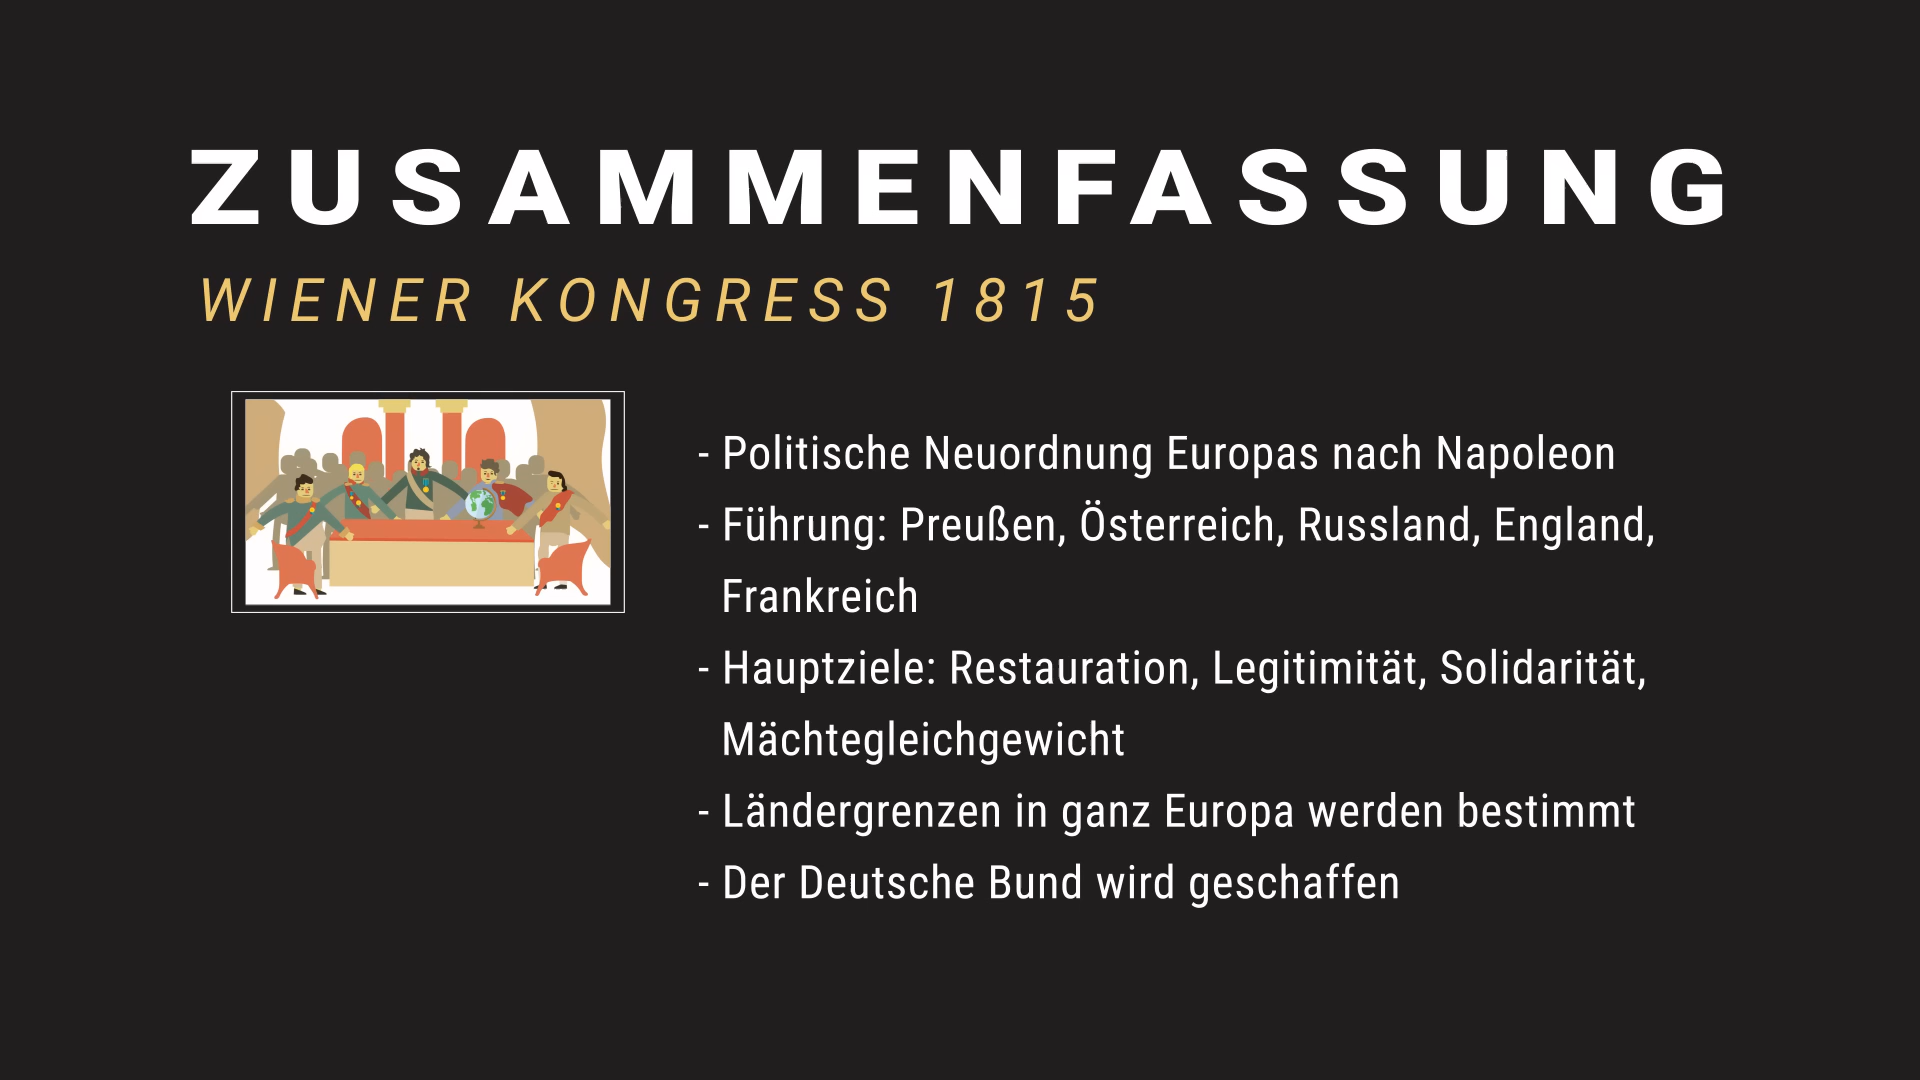 ZUSAMMENFASSUNG
WIENER KONGRESS 1815
- Politische Neuordnung Europas nach Napoleon
- Führung: Preußen, Österreich, Russland, England,
Frankreich
- Hauptziele: Restauration, Legitimität, Solidarität,
Mächtegleichgewicht
- Ländergrenzen in ganz Europa werden bestimmt
- Der Deutsche Bund wird geschaffen